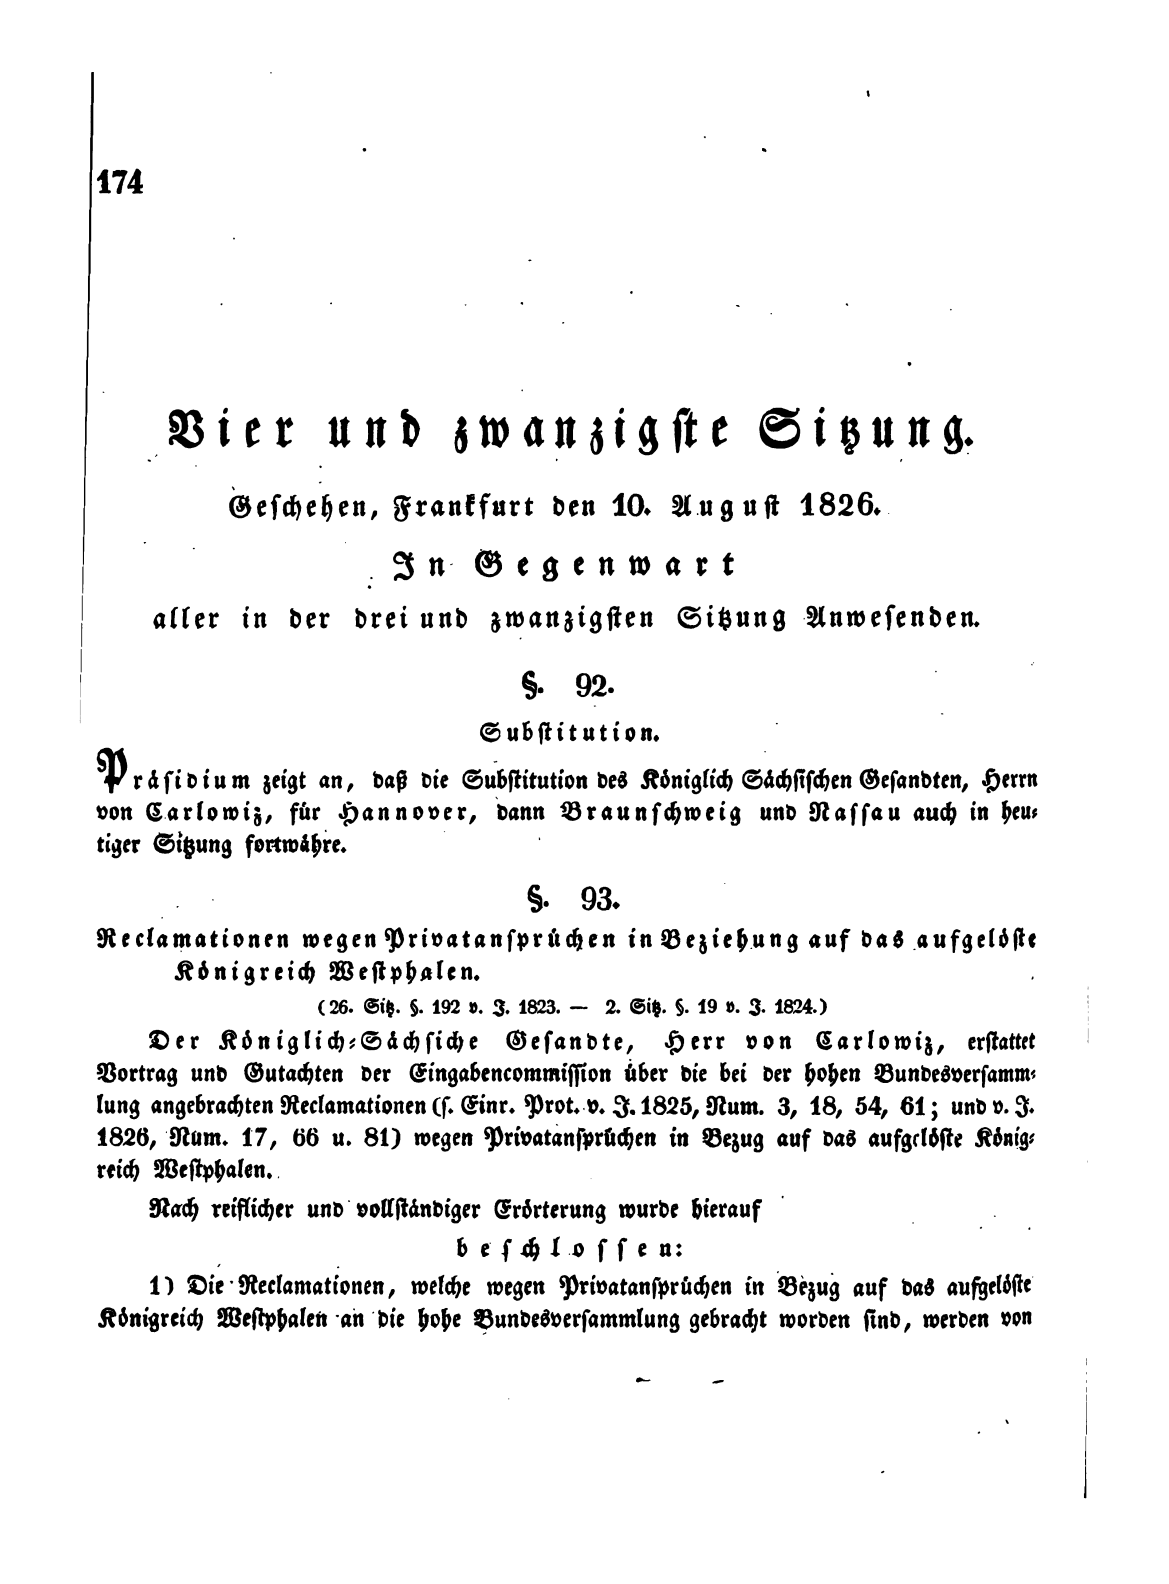 174
Vier und zwanzigste Sitzung.
Geschehen, Frankfurt den 10. August 1826.
In Gegenwart
aller in der drei und zwanzigsten Sitzung Anwesenden.
§. 92.
Substitution.
Präsidium zeigt an, daß die Substitution des Königlich Sächsischen Gesandten, Herrn
von Carlowiz, für Hannover, dann Braunschweig und Nassau auch in heu-
tiger Sitzung fortwähre.
§. 93.
Reclamationen wegen Privatansprüchen in Beziehung auf das aufgelöste
Königreich Westphalen.
(26. Sitz. §. 192 v. J. 1823. — 2. Sitz. §. 19 v. J. 1824.)
Der Königlich-Sächsiche Gesandte, Herr von Carlowiz, erstattet
Vortrag und Gutachten der Eingabencommission über die bei der hohen Bundesversamm-
lung angebrachten Reclamationen (s. Einr. Prot. v. J. 1825, Num. 3, 18, 54, 61; und v. J.
1826, Num. 17, 66 u. 81) wegen Privatansprüchen in Bezug auf das aufgelöste König-
reich Westphalen.
Nach reiflicher und vollständiger Erörterung wurde hierauf
beschlossen:
1) Die Reclamationen, welche wegen Privatansprüchen in Bezug auf das aufgelöste
Königreich Westphalen an die hohe Bundesversammlung gebracht worden sind, werden von